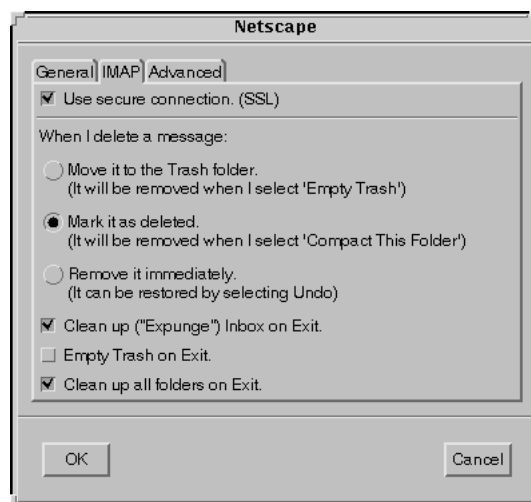 Netscape
General IMAP Advanced
Use secure connection. (SSL)
When I delete a message:
Move it to the Trash folder.
(It will be removed when I select 'Empty Trash')
Mark it as deleted.
(It will be removed when I select 'Compact This Folder')
Remove it immediately.
(It can be restored by selecting Undo)
Clean up ("Expunge") Inbox on Exit.
Empty Trash on Exit.
Clean up all folders on Exit.
OK Cancel